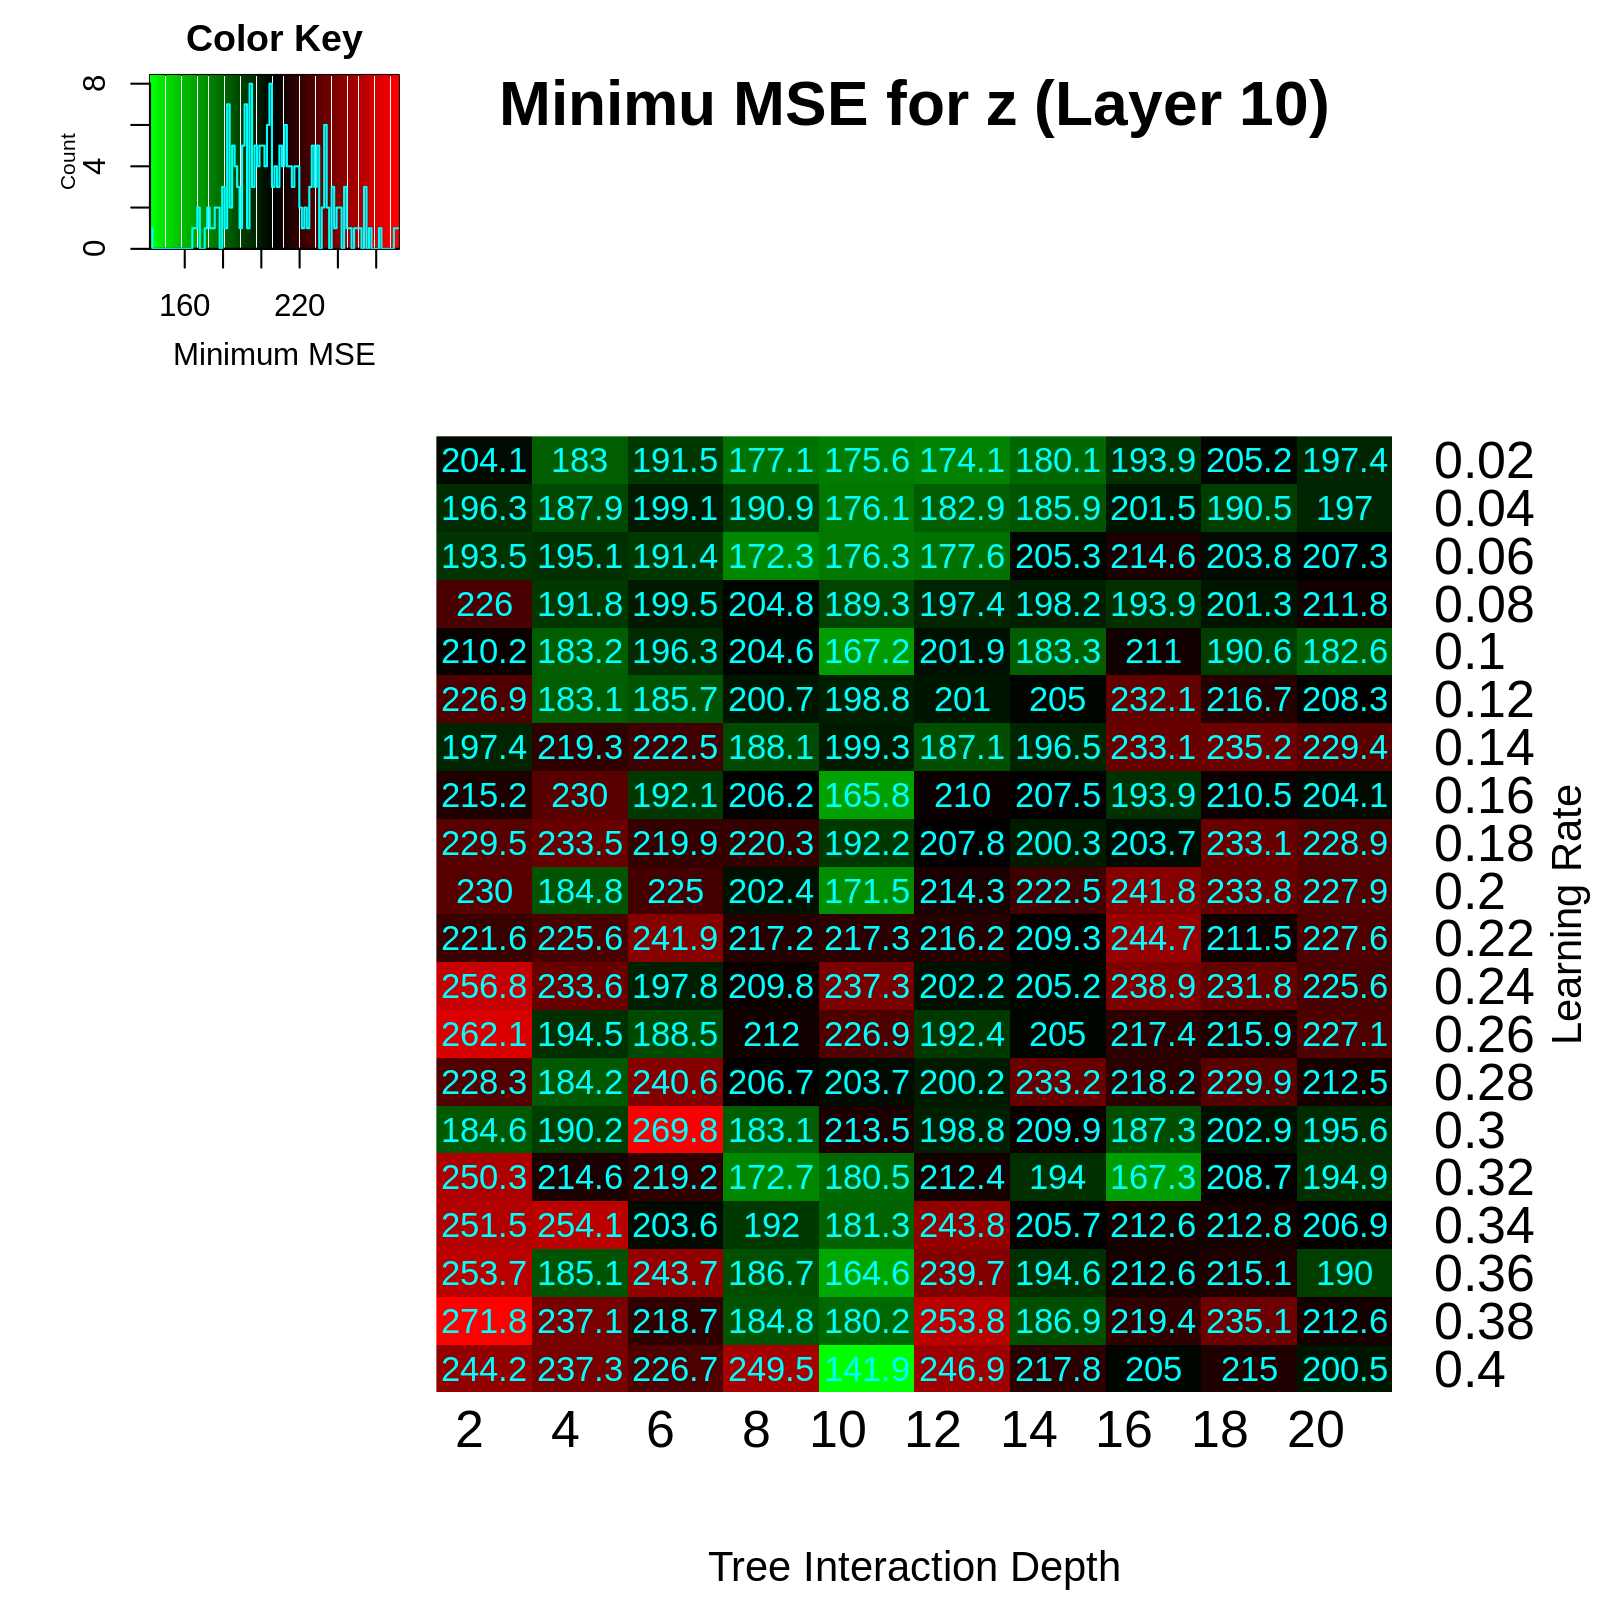 Color Key
Minimu MSE for z (Layer 10)
Count
0 4 8
160 220
Minimum MSE
204.1 183 191.5 177.1 175.6 174.1 180.1 193.9 205.2 197.4 0.02
196.3 187.9 199.1 190.9 176.1 182.9 185.9 201.5 190.5 197 0.04
193.5 195.1 191.4 172.3 176.3 177.6 205.3 214.6 203.8 207.3 0.06
226 191.8 199.5 204.8 189.3 197.4 198.2 193.9 201.3 211.8 0.08
210.2 183.2 196.3 204.6 167.2 201.9 183.3 211 190.6 182.6 0.1
226.9 183.1 185.7 200.7 198.8 201 205 232.1 216.7 208.3 0.12
197.4 219.3 222.5 188.1 199.3 187.1 196.5 233.1 235.2 229.4 0.14
215.2 230 192.1 206.2 165.8 210 207.5 193.9 210.5 204.1 0.16
229.5 233.5 219.9 220.3 192.2 207.8 200.3 203.7 233.1 228.9 0.18
230 184.8 225 202.4 171.5 214.3 222.5 241.8 233.8 227.9 0.2
221.6 225.6 241.9 217.2 217.3 216.2 209.3 244.7 211.5 227.6 0.22
256.8 233.6 197.8 209.8 237.3 202.2 205.2 238.9 231.8 225.6 0.24
262.1 194.5 188.5 212 226.9 192.4 205 217.4 215.9 227.1 0.26
228.3 184.2 240.6 206.7 203.7 200.2 233.2 218.2 229.9 212.5 0.28
184.6 190.2 269.8 183.1 213.5 198.8 209.9 187.3 202.9 195.6 0.3
250.3 214.6 219.2 172.7 180.5 212.4 194 167.3 208.7 194.9 0.32
251.5 254.1 203.6 192 181.3 243.8 205.7 212.6 212.8 206.9 0.34
253.7 185.1 243.7 186.7 164.6 239.7 194.6 212.6 215.1 190 0.36
271.8 237.1 218.7 184.8 180.2 253.8 186.9 219.4 235.1 212.6 0.38
244.2 237.3 226.7 249.5 141.9 246.9 217.8 205 215 200.5 0.4
Learning Rate
2 4 6 8 10 12 14 16 18 20
Tree Interaction Depth